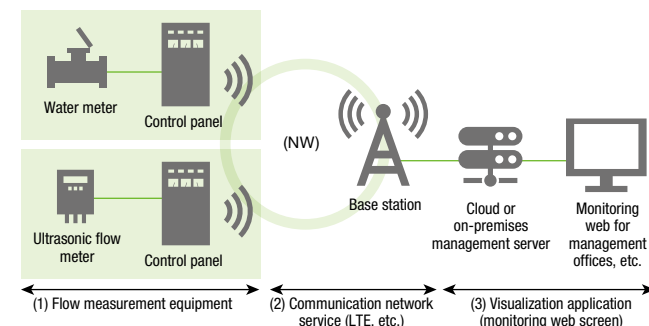 Water meter
Control panel
(NW)
Base station
Cloud or
on-premises
management server
Monitoring
web for
management
offices, etc.
Ultrasonic flow
meter
Control panel
(1) Flow measurement equipment
(2) Communication network
service (LTE, etc.)
(3) Visualization application
(monitoring web screen)